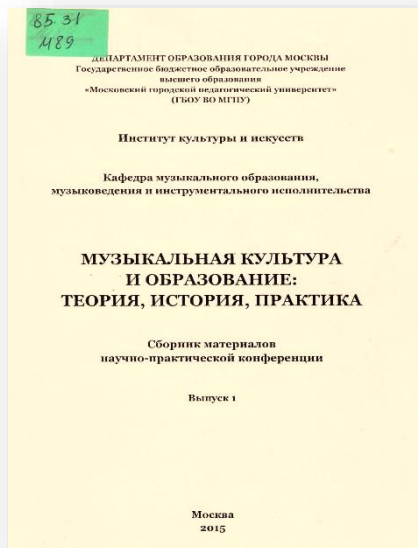 85.31
М89
ДЕПАРТАМЕНТ ОБРАЗОВАНИЯ ГОРОДА МОСКВЫ
Государственное бюджетное образовательное учреждение
высшего образования
«Московский городской педагогический университет»
(ГБОУ ВО МГПУ)
Институт культуры и искусств
Кафедра музыкального образования,
музыковедения и инструментального исполнительства
МУЗЫКАЛЬНАЯ КУЛЬТУРА
И ОБРАЗОВАНИЕ:
ТЕОРИЯ, ИСТОРИЯ, ПРАКТИКА
Сборник материалов
научно-практической конференции
Выпуск 1
Москва
2015